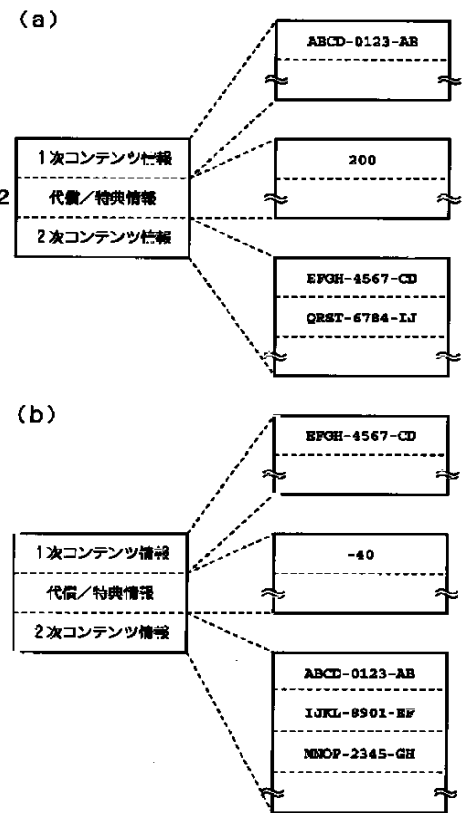 (a)
ABCD-0123-AB
1次コンテンツ情報
200
2
代償/特典情報
2次コンテンツ情報
EFGH-4567-CD
QRST-6784-IJ
(b)
EFGH-4567-CD
1次コンテンツ情報
-40
代償/特典情報
2次コンテンツ情報
ABCD-0123-AB
IJKL-8901-EF
MNOP-2345-GH